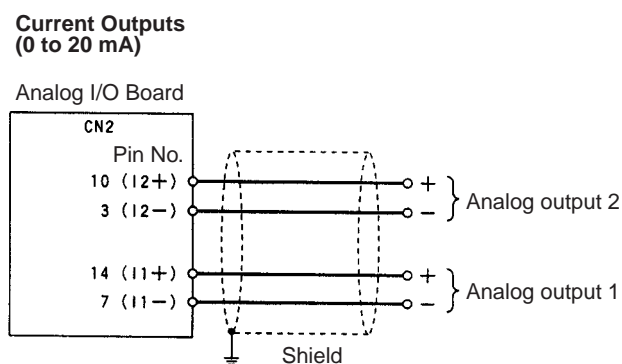 Current Outputs
(0 to 20 mA)
Analog I/O Board
CN2
Pin No.
10 (I2+)
+
3 (I2−)
−
Analog output 2
14 (I1+)
+
7 (I1−)
−
Analog output 1
Shield